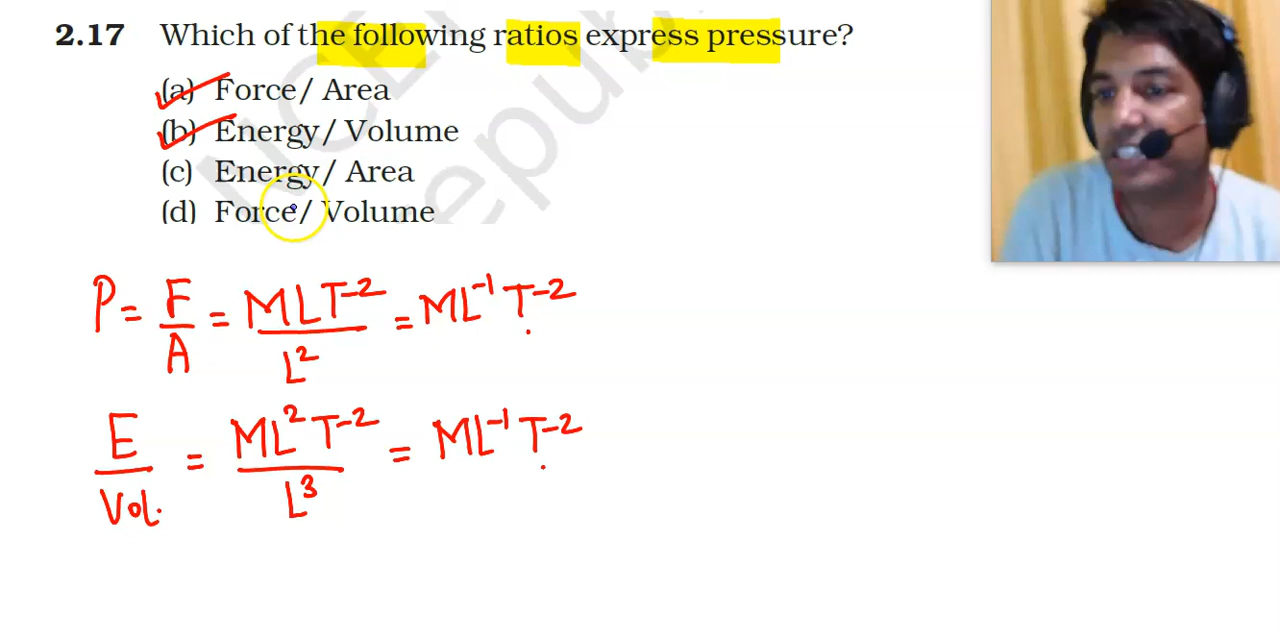 2.17 Which of the following ratios express pressure?
(a) Force/ Area
(b) Energy/ Volume
(c) Energy/ Area
(d) Force/ Volume
P = F/A = MLT⁻²/L² = ML⁻¹T⁻²
E/Vol. = ML²T⁻²/L³ = ML⁻¹T⁻²